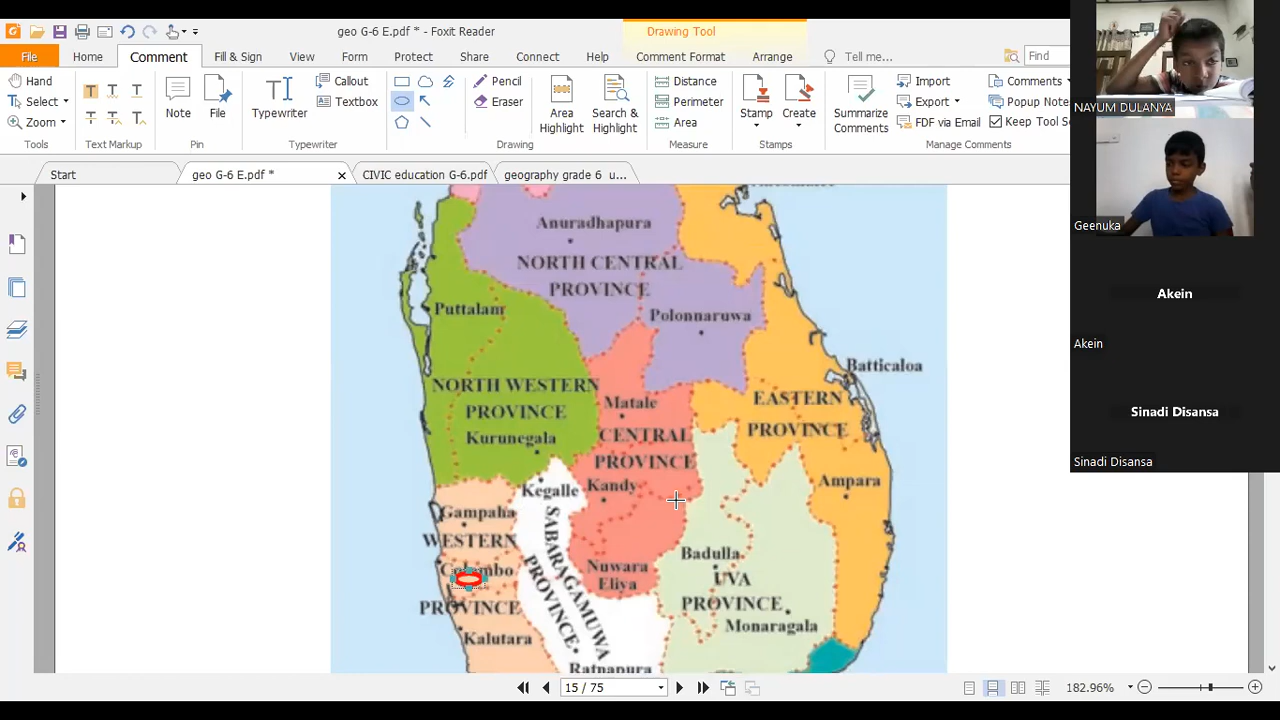 geo G-6 E.pdf * - Foxit Reader
Drawing Tool
File
Home
Comment
Fill & Sign
View
Form
Protect
Share
Connect
Help
Comment Format
Arrange
Tell me...
Find
Hand
Select
Zoom
Tools
Text Markup
Note
File
Pin
Typewriter
Callout
Textbox
Typewriter
Pencil
Eraser
Area Highlight
Search & Highlight
Drawing
Distance
Perimeter
Area
Measure
Stamp
Create
Stamps
Summarize Comments
Import
Export
FDF via Email
Comments
Popup Note
Keep Tool Se
Manage Comments
Start
geo G-6 E.pdf *
CIVIC education G-6.pdf
geography grade 6 u...
Anuradhapura
NORTH CENTRAL
PROVINCE
Puttalam
Polonnaruwa
Batticaloa
NORTH WESTERN
PROVINCE
Kurunegala
Matale
CENTRAL
PROVINCE
Kandy
EASTERN
PROVINCE
Ampara
Kegalle
SABARAGAMUWA
PROVINCE
Gampaha
WESTERN
Colombo
PROVINCE
Kalutara
Nuwara
Eliya
Badulla
UVA
PROVINCE
Monaragala
Ratnapura
15 / 75
182.96%
NAYUM DULANYA
Geenuka
Akein
Akein
Sinadi Disansa
Sinadi Disansa